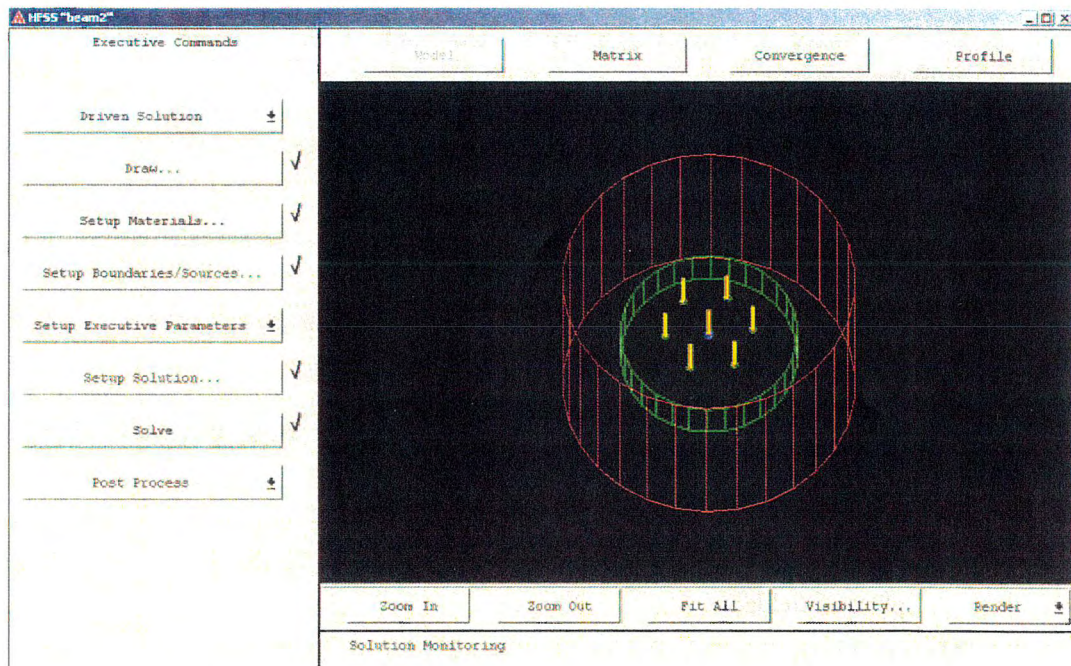 HFSS "beam2"
Executive Commands
Model Matrix Convergence Profile
Driven Solution
Draw...
Setup Materials...
Setup Boundaries/Sources...
Setup Executive Parameters
Setup Solution...
Solve
Post Process
Zoom In Zoom Out Fit All Visibility... Render
Solution Monitoring